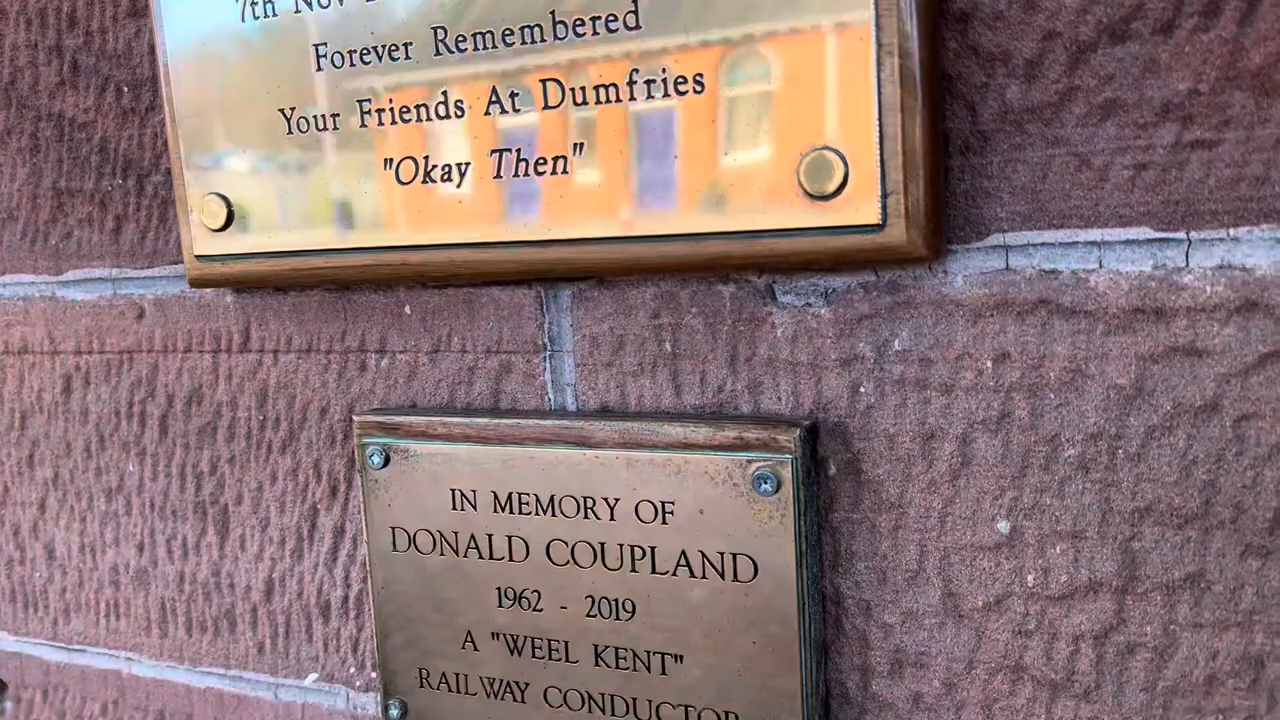 7th Nov
Forever Remembered
Your Friends At Dumfries
"Okay Then"
IN MEMORY OF
DONALD COUPLAND
1962 - 2019
A "WEEL KENT"
RAILWAY CONDUCTOR